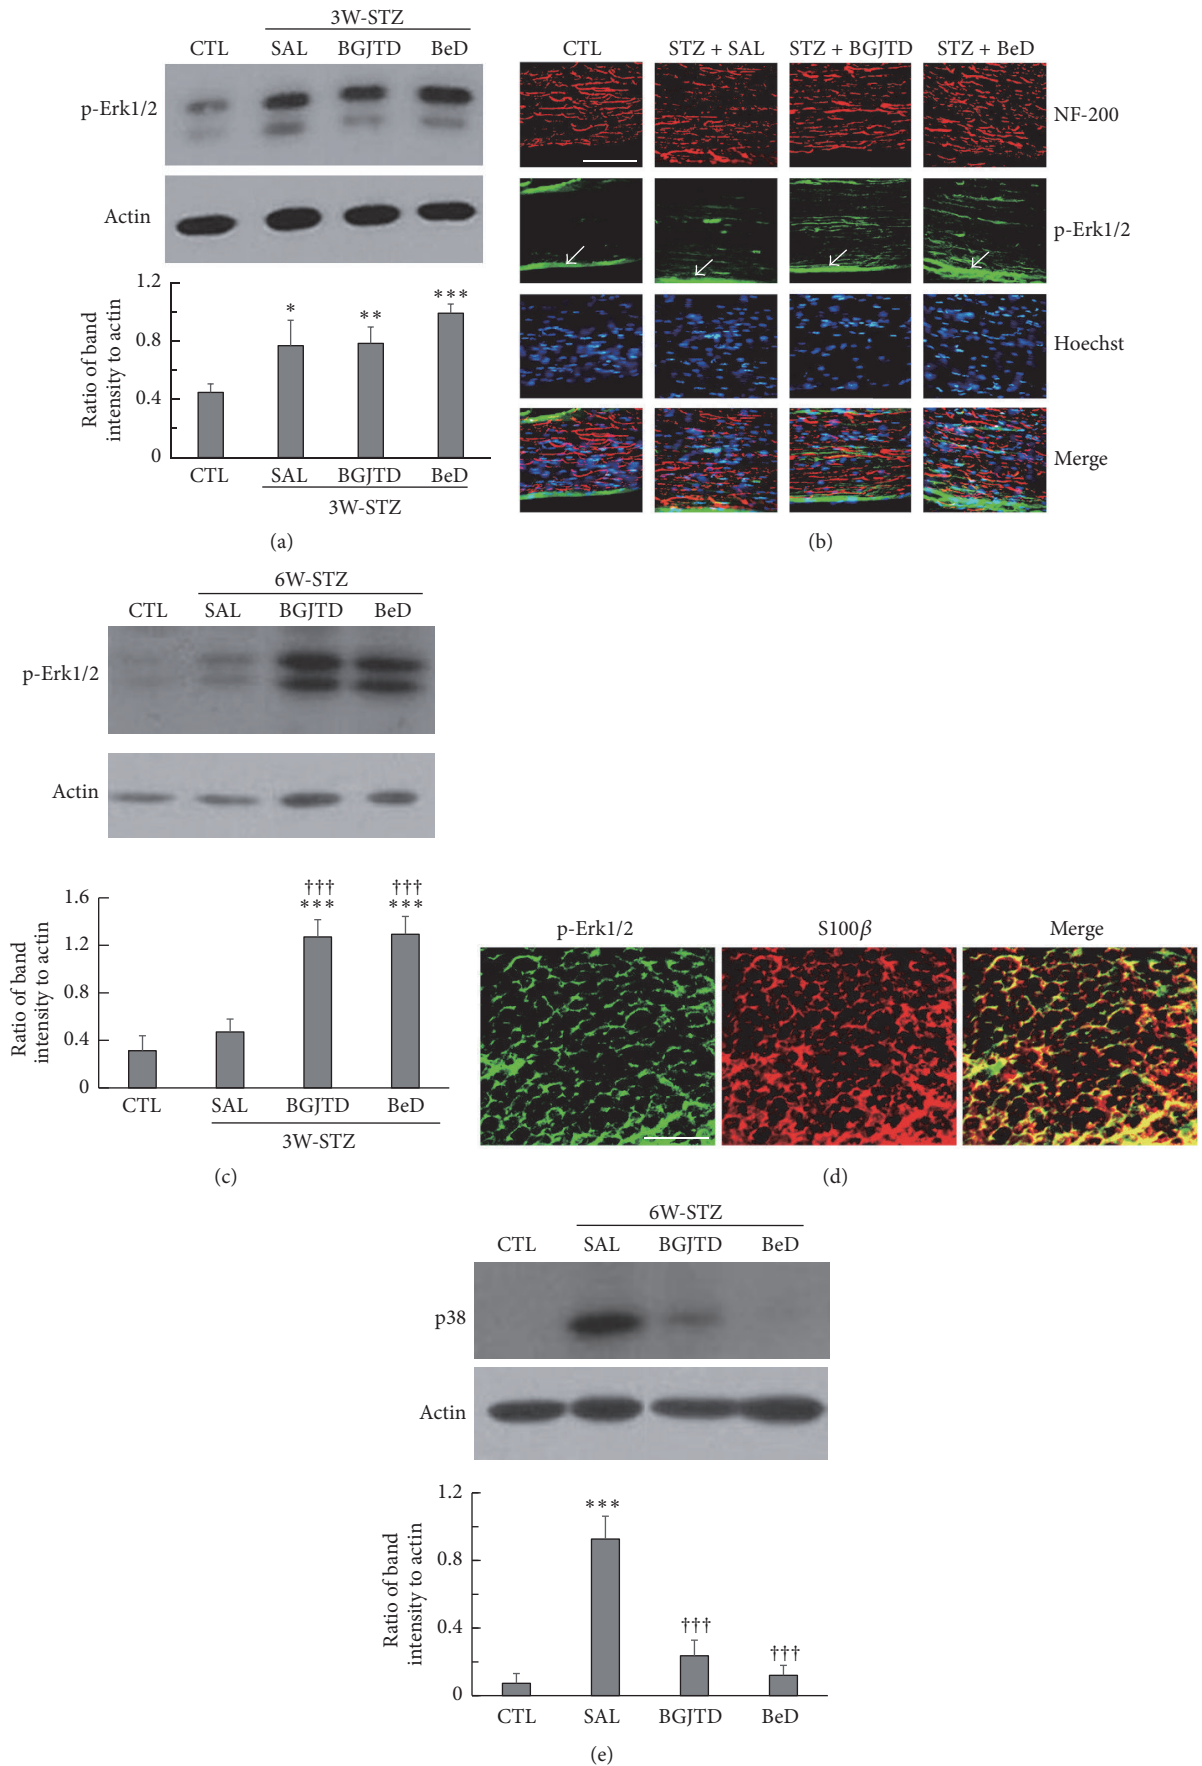 3W-STZ
CTL SAL BGJTD BeD
p-Erk1/2
Actin
Ratio of band
intensity to actin
1.2
0.8
0.4
0
* ** ***
CTL SAL BGJTD BeD
3W-STZ
(a)
CTL STZ + SAL STZ + BGJTD STZ + BeD
NF-200
p-Erk1/2
Hoechst
Merge
(b)
6W-STZ
CTL SAL BGJTD BeD
p-Erk1/2
Actin
Ratio of band
intensity to actin
1.6
1.2
0.8
0.4
0
††† †††
*** ***
CTL SAL BGJTD BeD
3W-STZ
(c)
p-Erk1/2 S100β Merge
(d)
6W-STZ
CTL SAL BGJTD BeD
p38
Actin
Ratio of band
intensity to actin
1.2
0.8
0.4
0
*** ††† †††
CTL SAL BGJTD BeD
(e)